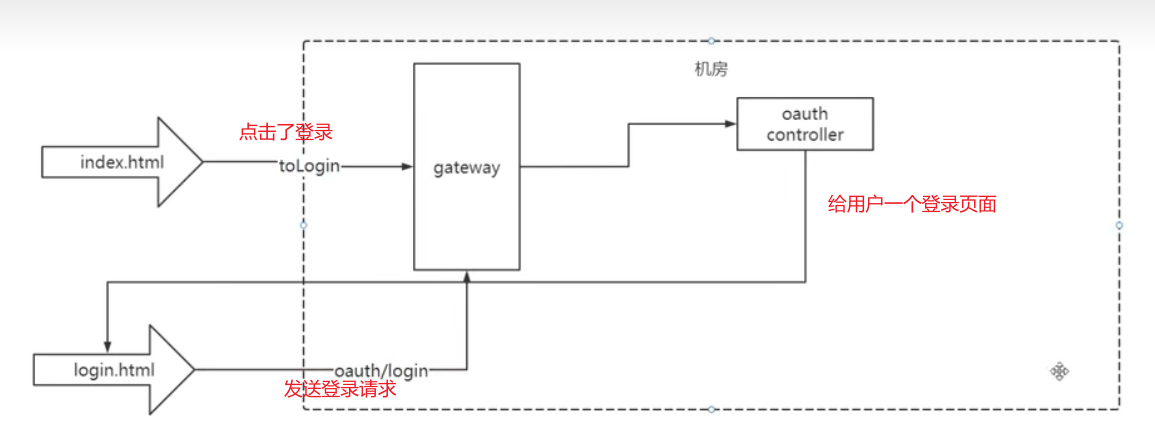 机房
oauth
controller
点击了登录
index.html
toLogin
gateway
给用户一个登录页面
login.html
oauth/login
发送登录请求